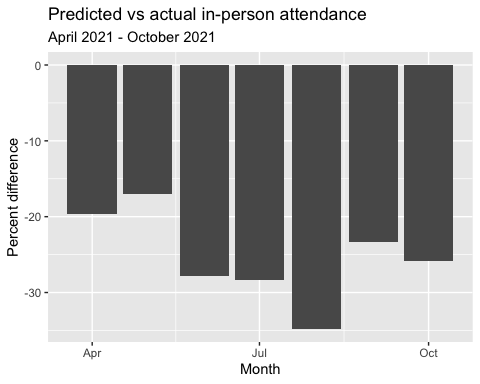 Predicted vs actual in-person attendance
April 2021 - October 2021
Percent difference
0
-10
-20
-30
Apr Jul Oct
Month